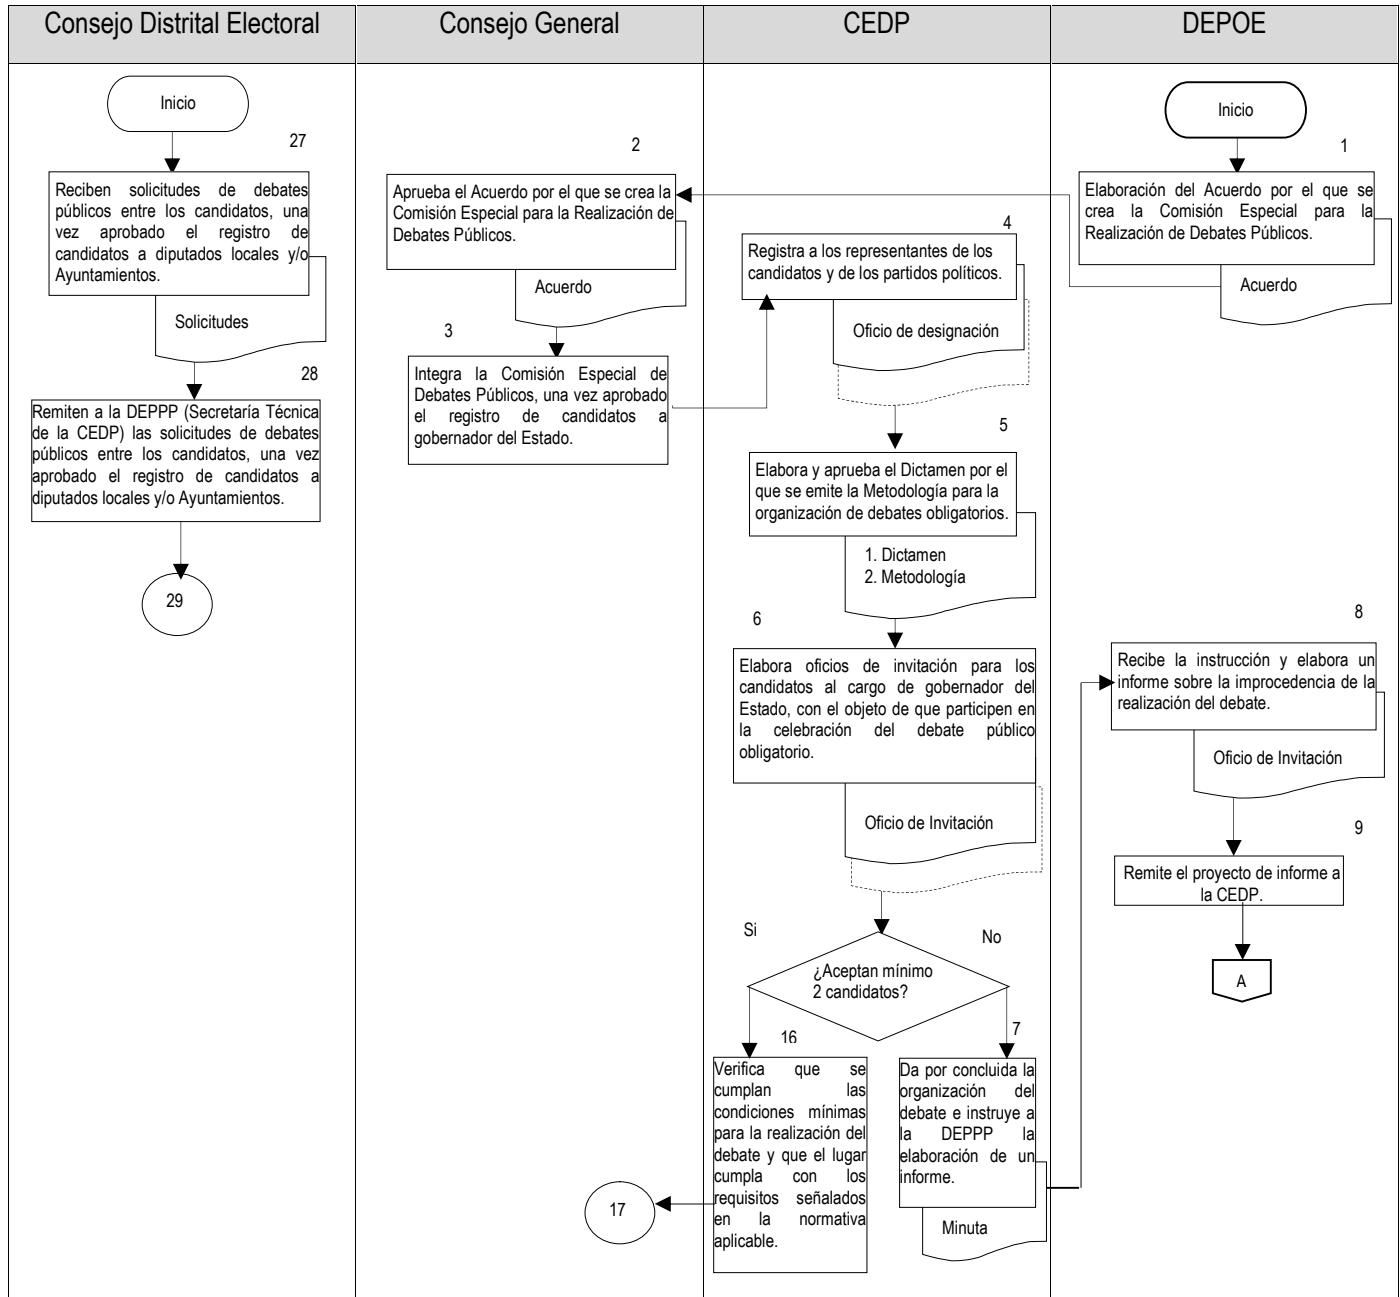 Consejo Distrital Electoral
Consejo General
CEDP
DEPOE
Inicio
27
Reciben solicitudes de debates
públicos entre los candidatos, una
vez aprobado el registro de
candidatos a diputados locales y/o
Ayuntamientos.
Solicitudes
28
Remiten a la DEPPP (Secretaría Técnica
de la CEDP) las solicitudes de debates
públicos entre los candidatos, una vez
aprobado el registro de candidatos a
diputados locales y/o Ayuntamientos.
29
2
Aprueba el Acuerdo por el que se crea la
Comisión Especial para la Realización de
Debates Públicos.
Acuerdo
3
Integra la Comisión Especial de
Debates Públicos, una vez aprobado
el registro de candidatos a
gobernador del Estado.
4
Registra a los representantes de los
candidatos y de los partidos políticos.
Oficio de designación
5
Elabora y aprueba el Dictamen por el
que se emite la Metodología para la
organización de debates obligatorios.
1. Dictamen
2. Metodología
6
Elabora oficios de invitación para los
candidatos al cargo de gobernador del
Estado, con el objeto de que participen en
la celebración del debate público
obligatorio.
Oficio de Invitación
Si
No
¿Aceptan mínimo
2 candidatos?
16
Verifica que se
cumplan las
condiciones mínimas
para la realización del
debate y que el lugar
cumpla con los
requisitos señalados
en la normativa
aplicable.
17
7
Da por concluida la
organización del
debate e instruye a
la DEPPP la
elaboración de un
informe.
Minuta
Inicio
1
Elaboración del Acuerdo por el que se
crea la Comisión Especial para la
Realización de Debates Públicos.
Acuerdo
8
Recibe la instrucción y elabora un
informe sobre la improcedencia de la
realización del debate.
Oficio de Invitación
9
Remite el proyecto de informe a
la CEDP.
A